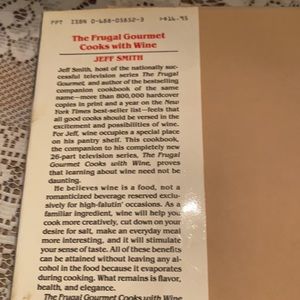 FPT ISBN 0-688-05852-3 >$16.95
The Frugal Gourmet
Cooks with Wine
JEFF SMITH
Jeff Smith, host of the nationally suc-
cessful television series The Frugal
Gourmet, and author of the bestselling
companion cookbook of the same
name—more than 800,000 hardcover
copies in print and a year on the New
York Times best-seller list—feels that
all good cooks should be versed in the
excitement and possibilities of wine.
For Jeff, wine occupies a special place
on his pantry shelf. This cookbook,
the companion to his completely new
26-part television series, The Frugal
Gourmet Cooks with Wine, proves
that learning about wine need not be
daunting.
He believes wine is a food, not a
romanticized beverage reserved exclu-
sively for high-falutin' occasions. As a
familiar ingredient, wine will help you
cook more creatively, cut down on your
desire for salt, make an everyday meal
more interesting, and it will stimulate
your sense of taste. All of these benefits
can be attained without leaving any al-
cohol in the food because it evaporates
during cooking. What remains is flavor,
health, and elegance.
The Frugal Gourmet Cooks with Wine